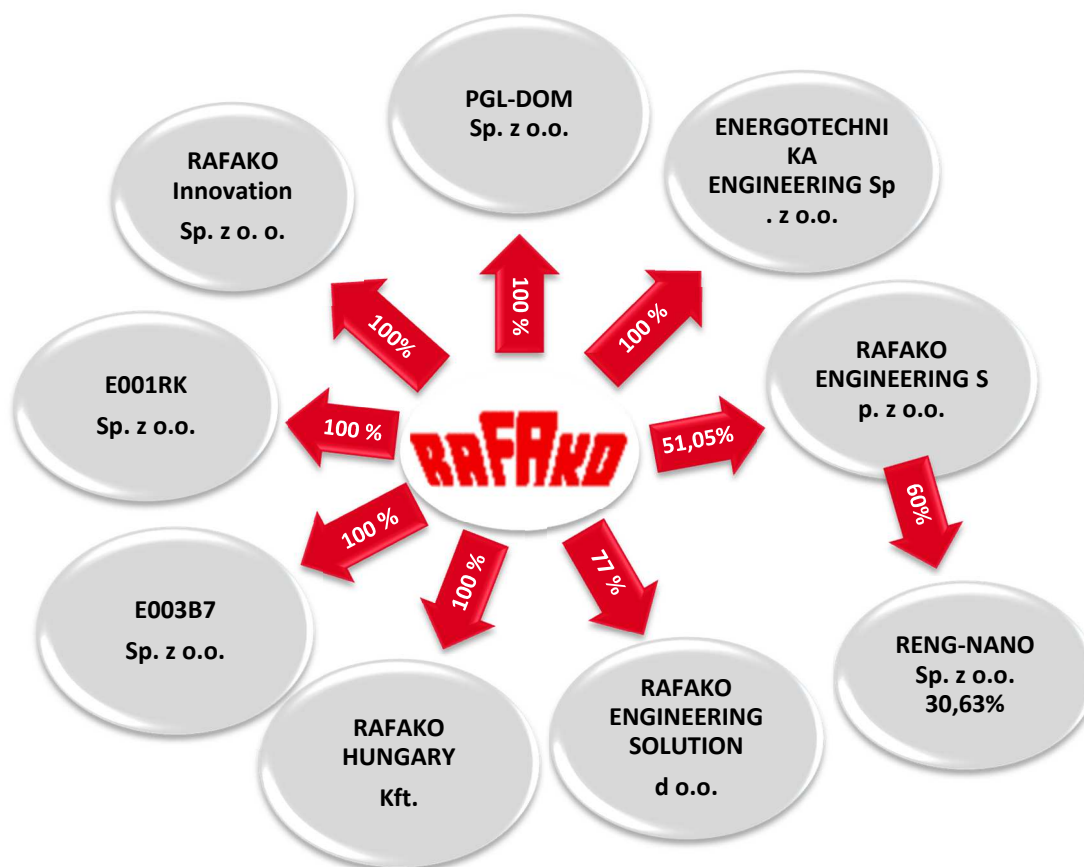 PGL-DOM
Sp. z o.o.
ENERGOTECHNI
KA
ENGINEERING Sp
. z o.o.
RAFAKO
Innovation
Sp. z o. o.
100 %
100%
100 %
RAFAKO
ENGINEERING S
p. z o.o.
E001RK
Sp. z o.o.
100 %
RAFAKO
51,05%
60%
100 %
100 %
77 %
E003B7
Sp. z o.o.
RENG-NANO
Sp. z o.o.
30,63%
RAFAKO
HUNGARY
Kft.
RAFAKO
ENGINEERING
SOLUTION
d o.o.